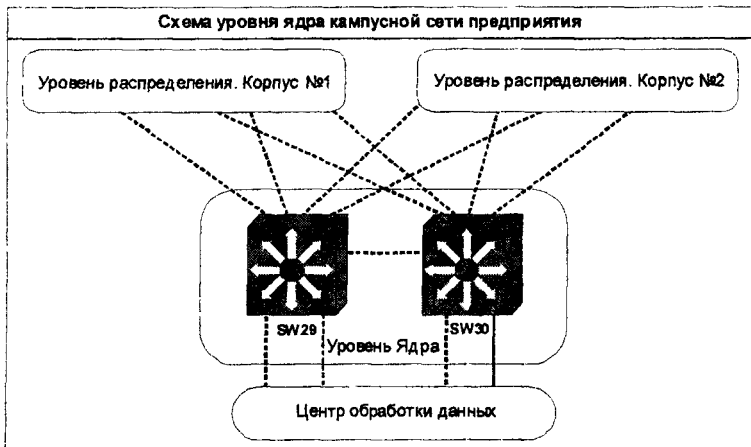 Схема уровня ядра кампусной сети предприятия
Уровень распределения. Корпус №1
Уровень распределения. Корпус №2
SW29
SW30
Уровень Ядра
Центр обработки данных